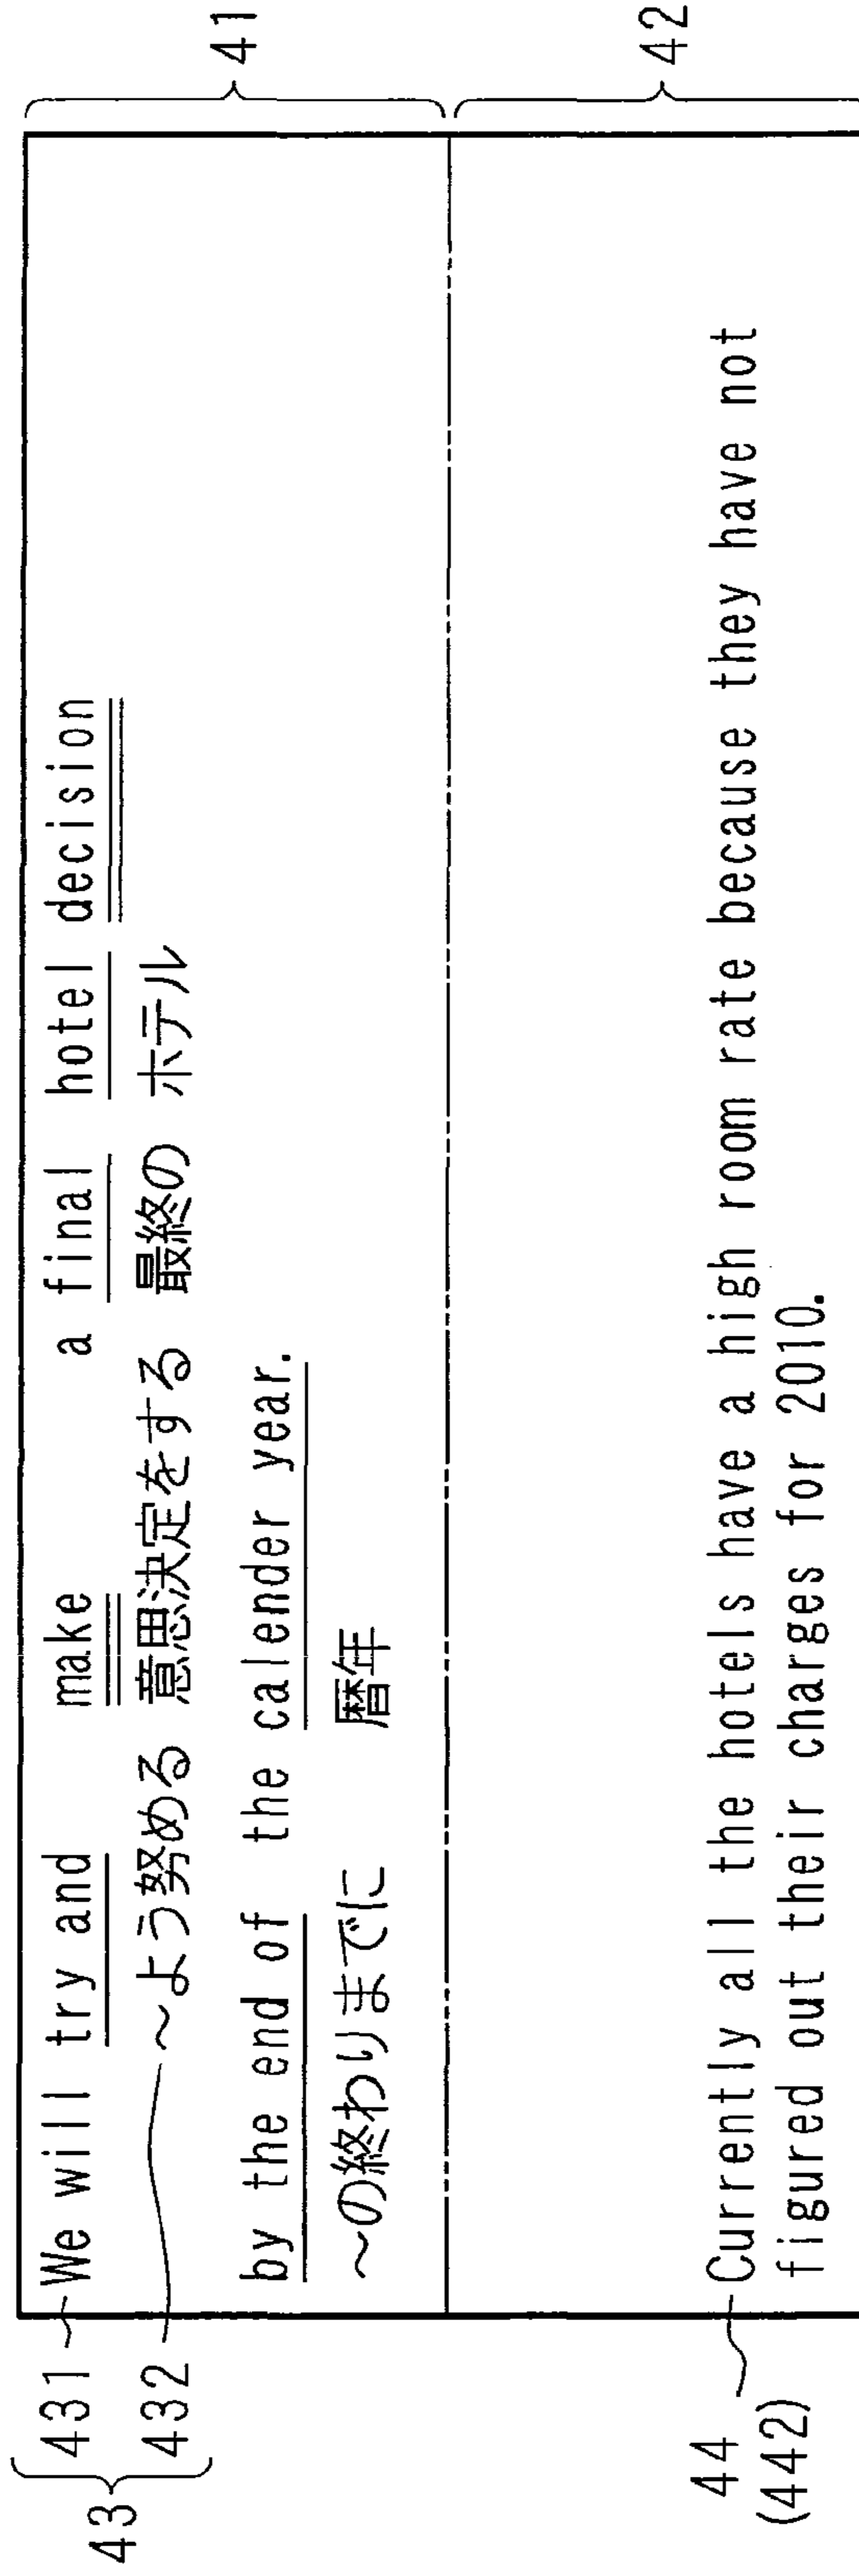 41
43 431 We will try and make a final hotel decision
432 ～よう努める 意思決定をする 最終の ホテル
by the end of the calender year.
～の終わりまでに 暦年
42
44 Currently all the hotels have a high room rate because they have not
(442) figured out their charges for 2010.